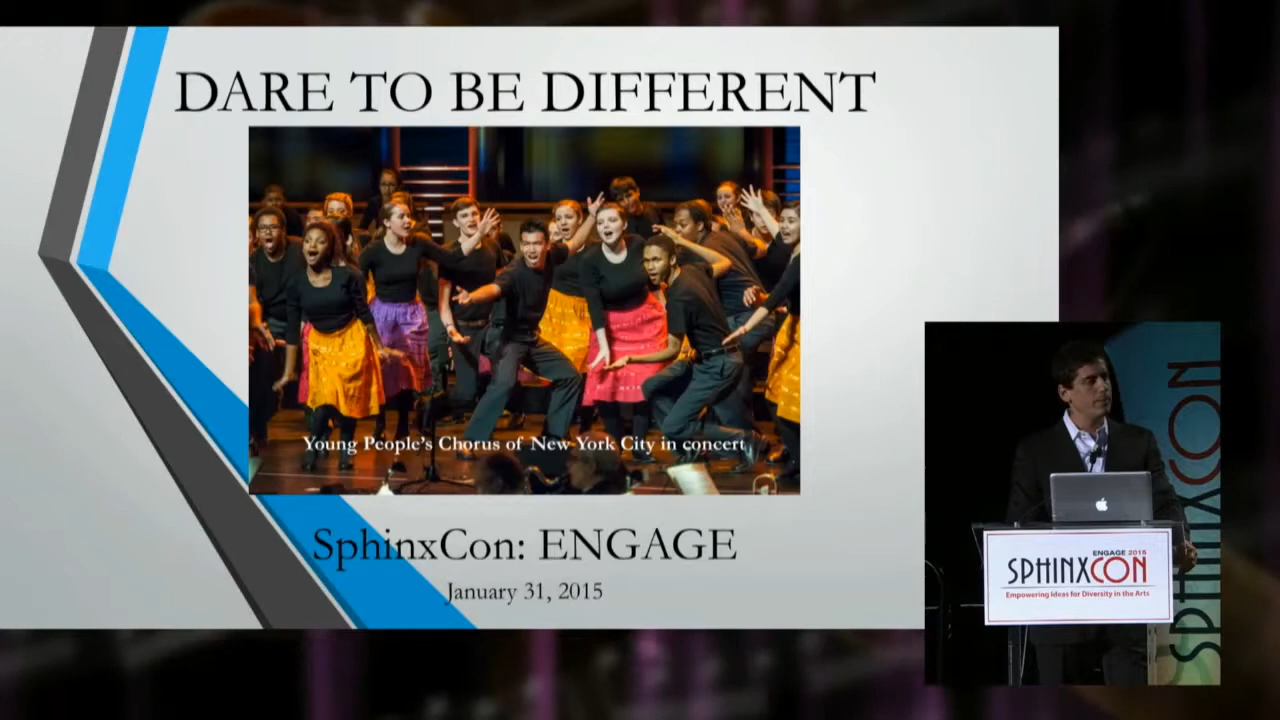 DARE TO BE DIFFERENT
Young People's Chorus of New York City in concert
SphinxCon: ENGAGE
January 31, 2015
ENGAGE 2015
SPHINXCON
Empowering Ideas for Diversity in the Arts
SPHINXCON